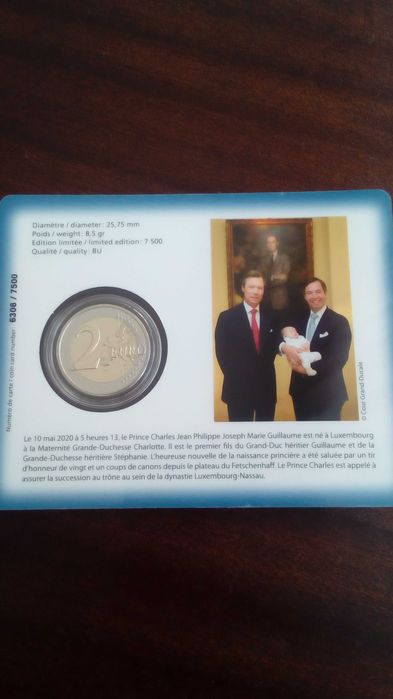 Diamètre / diameter : 25,75 mm
Poids / weight : 8,5 gr
Edition limitée / limited edition : 7 500
Qualité / quality : BU
Numéro de carte / coin card number 6306 / 7500
2 EURO
© Cour Grand-Ducale
Le 10 mai 2020 à 5 heures 13, le Prince Charles Jean Philippe Joseph Marie Guillaume est né à Luxembourg
à la Maternité Grande-Duchesse Charlotte. Il est le premier fils du Grand-Duc héritier Guillaume et de la
Grande-Duchesse héritière Stéphanie. L'heureuse nouvelle de la naissance princière a été saluée par un tir
d'honneur de vingt et un coups de canons depuis le plateau du Fetschenhaff. Le Prince Charles est appelé à
assurer la succession au trône au sein de la dynastie Luxembourg-Nassau.